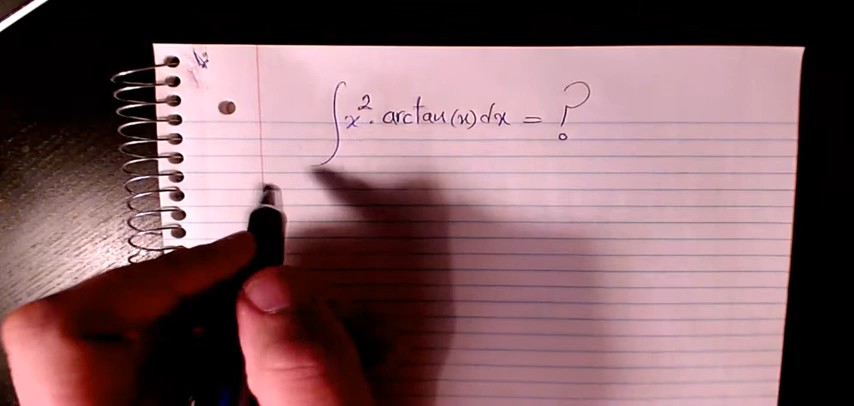 ∫x². arctan(x)dx = ?